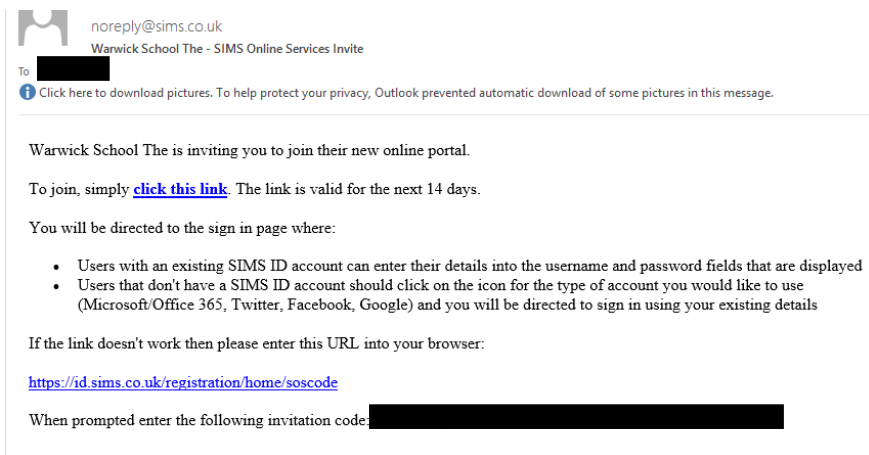 noreply@sims.co.uk
Warwick School The - SIMS Online Services Invite
To
Click here to download pictures. To help protect your privacy, Outlook prevented automatic download of some pictures in this message.
Warwick School The is inviting you to join their new online portal.
To join, simply click this link. The link is valid for the next 14 days.
You will be directed to the sign in page where:
• Users with an existing SIMS ID account can enter their details into the username and password fields that are displayed
• Users that don't have a SIMS ID account should click on the icon for the type of account you would like to use
(Microsoft/Office 365, Twitter, Facebook, Google) and you will be directed to sign in using your existing details
If the link doesn't work then please enter this URL into your browser:
https://id.sims.co.uk/registration/home/soscode
When prompted enter the following invitation code: